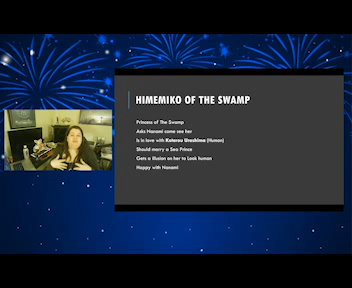 HIMEMIKO OF THE SWAMP
Princess of The Swamp
Asks Nanami come see her
Is in love with Kotarou Urashima (Human)
Should marry a Sea Prince
Gets a Illusion on her to Look human
Happy with Nanami